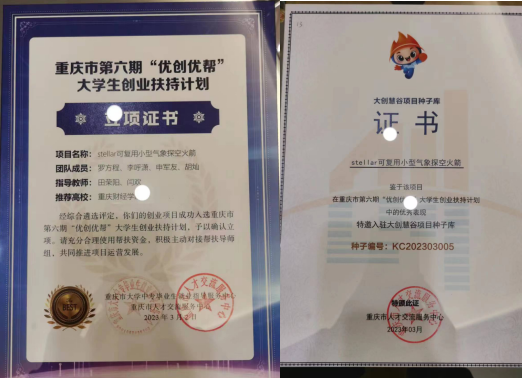 重庆市第六期“优创优帮”
大学生创业扶持计划
立项证书
项目名称：stellar可复用小型气象探空火箭
团队成员：罗方程、李呼潇、申军友、胡灿
指导教师：田荣阳、闫双
推荐高校：重庆财经学
经综合遴选评定，你们的创业项目成功入选重庆市
第六期“优创优帮”大学生创业扶持计划，予以确认立
项。请充分合理使用帮扶资金，积极主动对接帮扶导师
组，共同推进项目运营发展。
BEST
重庆市大学中专毕业生就业指导服务中心
重庆市人才交流服务中心
2023年3月2日
大创慧谷项目种子库
证书
stellar可复用小型气象探空火箭
鉴于该项目
在重庆市第六期“优创优 大学生创业扶持计划
中的优秀表现
特邀入驻大创慧谷项目种子库
种子编号：KC202303005
特颁此证
重庆市人才交流服务中心
2023年03月